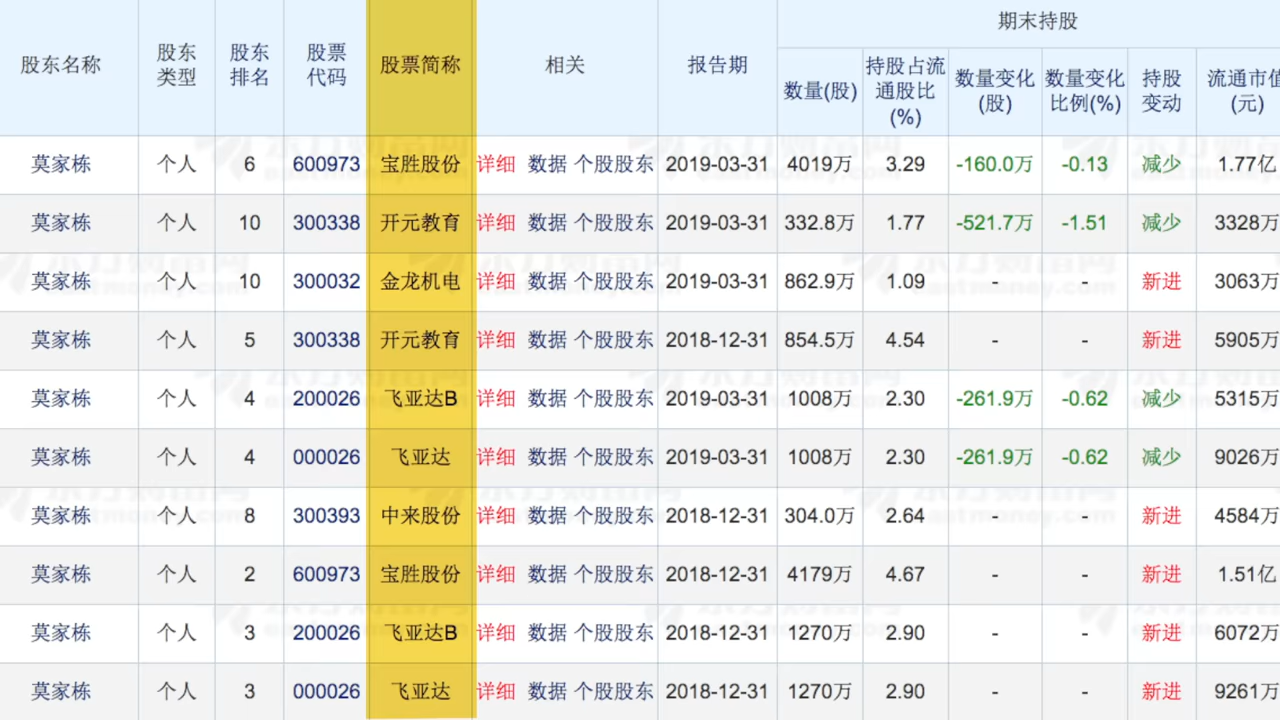 期末持股
股东名称 股东类型 股东排名 股票代码 股票简称 相关 报告期 数量(股) 持股占流通股比(%) 数量变化(股) 数量变化比例(%) 持股变动 流通市值(元)
莫家栋 个人 6 600973 宝胜股份 详细 数据 个股股东 2019-03-31 4019万 3.29 -160.0万 -0.13 减少 1.77亿
莫家栋 个人 10 300338 开元教育 详细 数据 个股股东 2019-03-31 332.8万 1.77 -521.7万 -1.51 减少 3328万
莫家栋 个人 10 300032 金龙机电 详细 数据 个股股东 2019-03-31 862.9万 1.09 - - 新进 3063万
莫家栋 个人 5 300338 开元教育 详细 数据 个股股东 2018-12-31 854.5万 4.54 - - 新进 5905万
莫家栋 个人 4 200026 飞亚达B 详细 数据 个股股东 2019-03-31 1008万 2.30 -261.9万 -0.62 减少 5315万
莫家栋 个人 4 000026 飞亚达 详细 数据 个股股东 2019-03-31 1008万 2.30 -261.9万 -0.62 减少 9026万
莫家栋 个人 8 300393 中来股份 详细 数据 个股股东 2018-12-31 304.0万 2.64 - - 新进 4584万
莫家栋 个人 2 600973 宝胜股份 详细 数据 个股股东 2018-12-31 4179万 4.67 - - 新进 1.51亿
莫家栋 个人 3 200026 飞亚达B 详细 数据 个股股东 2018-12-31 1270万 2.90 - - 新进 6072万
莫家栋 个人 3 000026 飞亚达 详细 数据 个股股东 2018-12-31 1270万 2.90 - - 新进 9261万